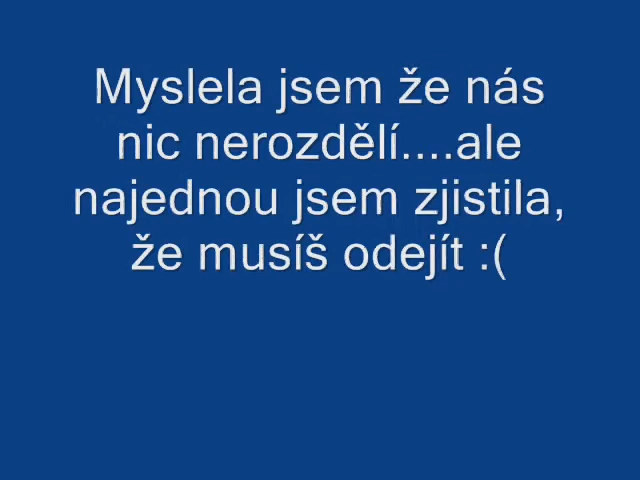 Myslela jsem že nás
nic nerozdělí....ale
najednou jsem zjistila,
že musíš odejít :(